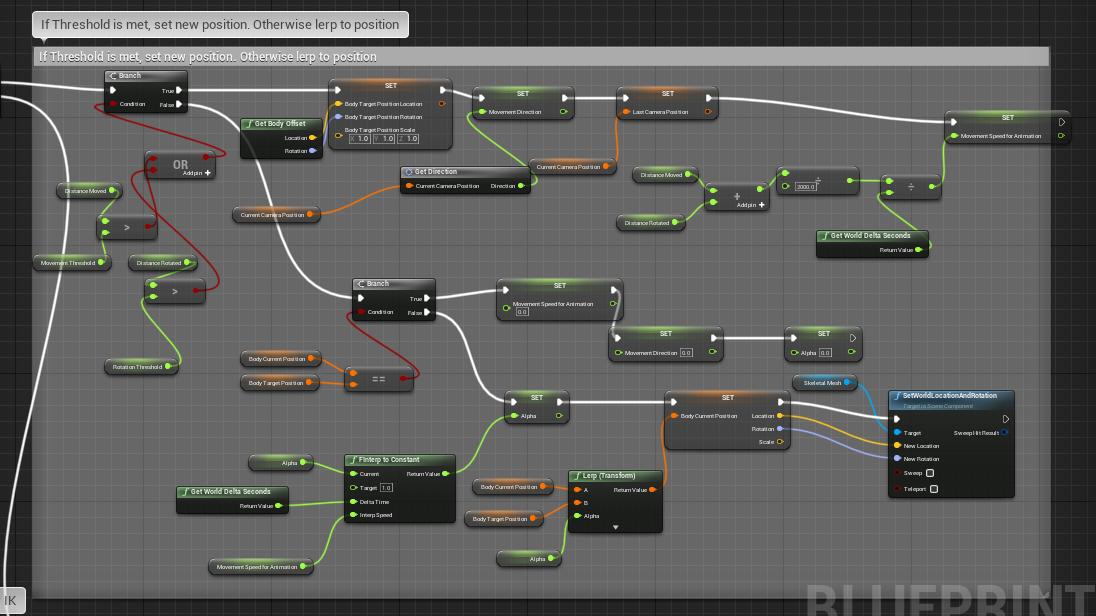 If Threshold is met, set new position. Otherwise lerp to position
If Threshold is met, set new position. Otherwise lerp to position
Branch
True
Condition
False
SET
Body Target Position Location
Body Target Position Rotation
Body Target Position Scale
X 1.0 Y 1.0 Z 1.0
Get Body Offset
Location
Rotation
SET
Movement Direction
SET
Last Camera Position
SET
Movement Speed for Animation
OR
Add pin +
Get Direction
Current Camera Position
Direction
Current Camera Position
Current Camera Position
Distance Moved
>
Movement Threshold
Distance Rotated
>
Rotation Threshold
Distance Moved
Distance Rotated
+
Add pin +
÷
2000.0
÷
Get World Delta Seconds
Return Value
Branch
True
Condition
False
SET
Movement Speed for Animation
0.0
SET
Movement Direction 0.0
SET
Alpha 0.0
Body Current Position
Body Target Position
==
SET
Alpha
SET
Body Current Position
Location
Rotation
Scale
Skeletal Mesh
SetWorldLocationAndRotation
Target is Scene Component
Target
Sweep Hit Result
New Location
New Rotation
Sweep
Teleport
Alpha
Get World Delta Seconds
Return Value
Movement Speed for Animation
FInterp to Constant
Current
Return Value
Target 1.0
Delta Time
Interp Speed
Body Current Position
Body Target Position
Alpha
Lerp (Transform)
A
Return Value
B
Alpha
IK
BLUEPRINT